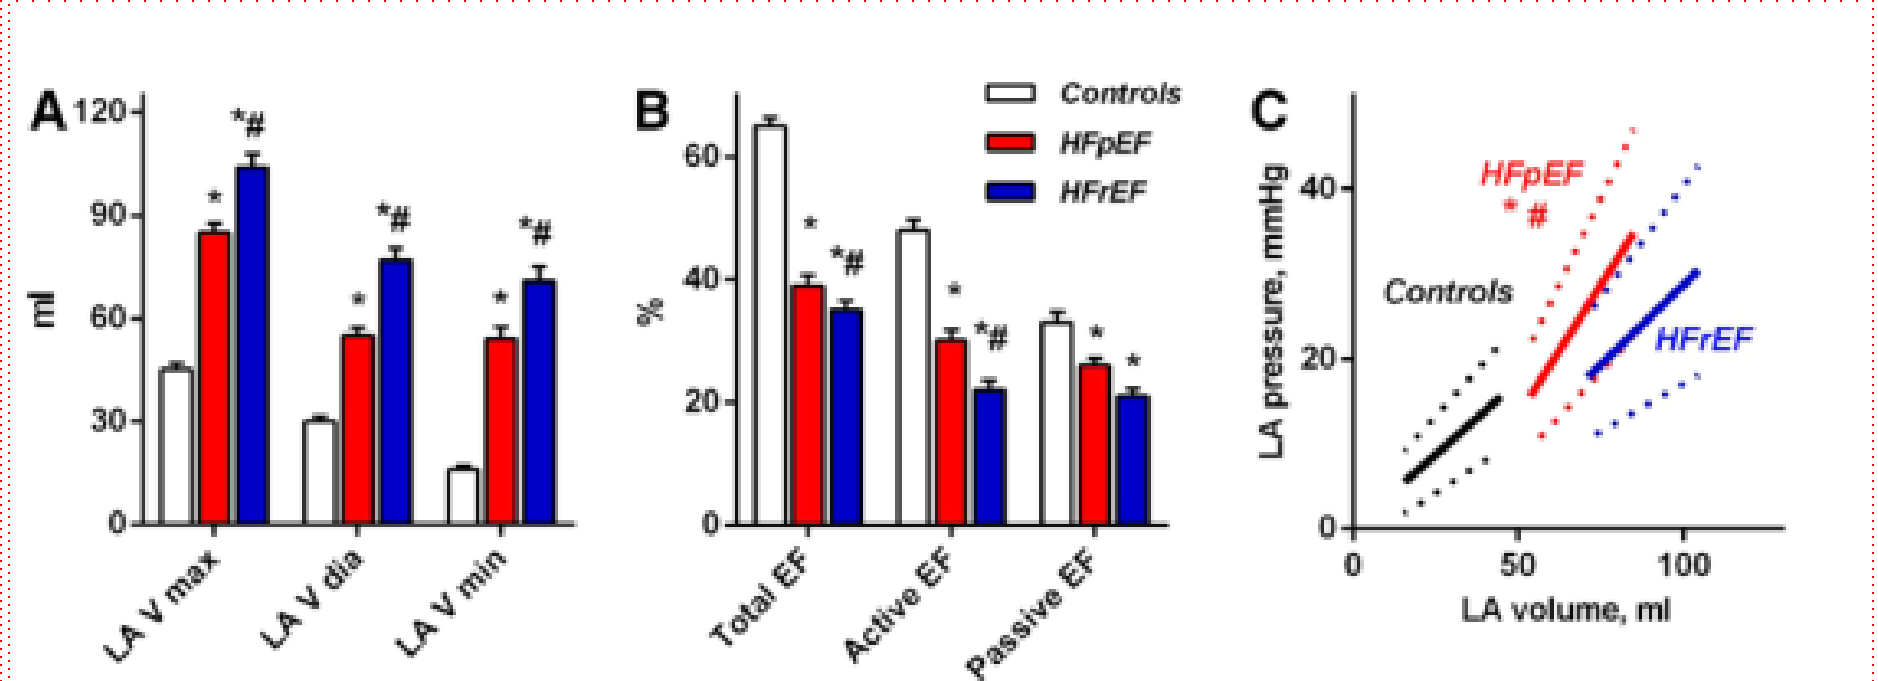 A
120
90
60
30
0
ml
*#
*
*#
*
*#
*
LA V max
LA V dia
LA V min
B
60
40
20
0
%
Controls
HFpEF
HFrEF
*
*#
*
*#
*
*
Total EF
Active EF
Passive EF
C
40
20
0
LA pressure, mmHg
HFpEF
* #
Controls
HFrEF
0 50 100
LA volume, ml